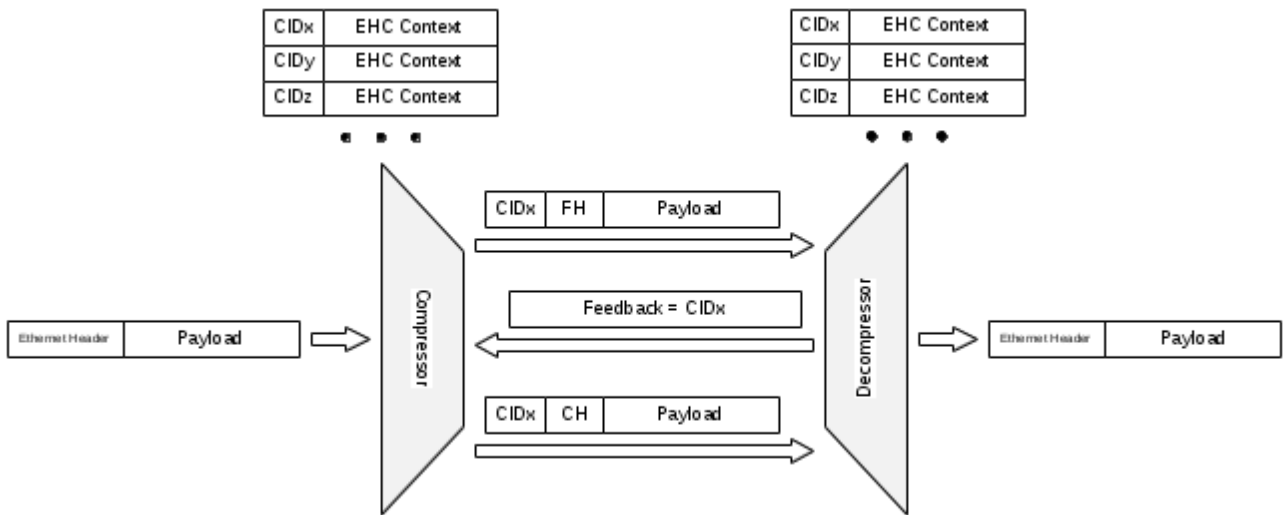 CIDx EHC Context
CIDy EHC Context
CIDz EHC Context
CIDx EHC Context
CIDy EHC Context
CIDz EHC Context
CIDx FH Payload
Feedback = CIDx
CIDx CH Payload
Ethernet Header Payload
Compressor
Decompressor
Ethernet Header Payload